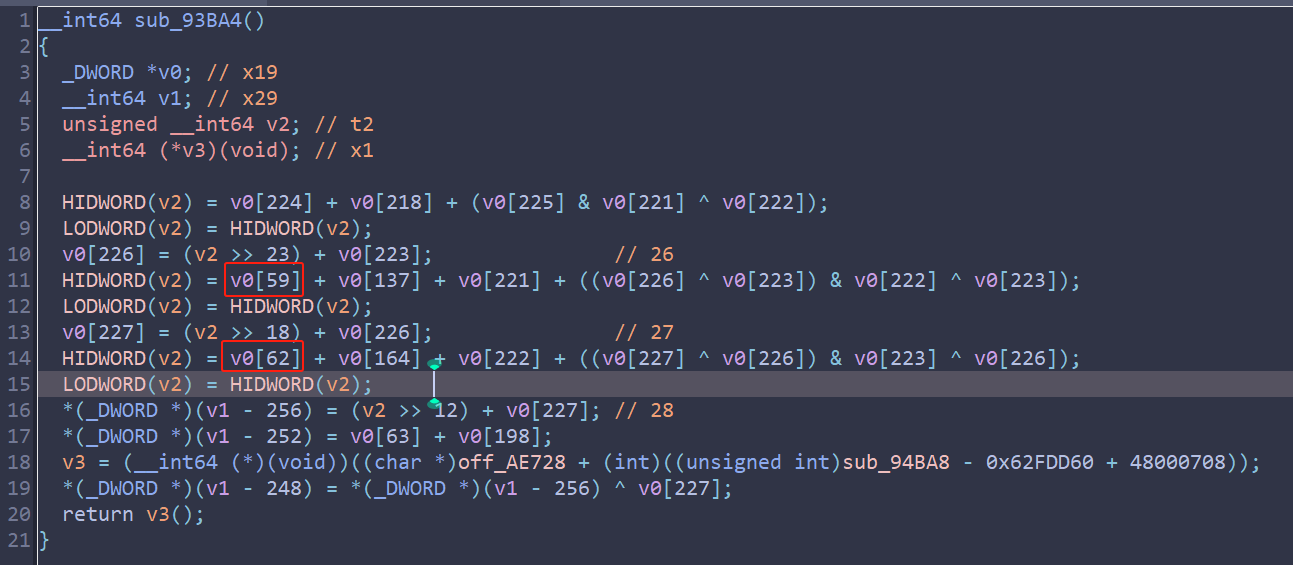 1 __int64 sub_93BA4()
2 {
3 _DWORD *v0; // x19
4 __int64 v1; // x29
5 unsigned __int64 v2; // t2
6 __int64 (*v3)(void); // x1
7
8 HIDWORD(v2) = v0[224] + v0[218] + (v0[225] & v0[221] ^ v0[222]);
9 LODWORD(v2) = HIDWORD(v2);
10 v0[226] = (v2 >> 23) + v0[223]; // 26
11 HIDWORD(v2) = v0[59] + v0[137] + v0[221] + ((v0[226] ^ v0[223]) & v0[222] ^ v0[223]);
12 LODWORD(v2) = HIDWORD(v2);
13 v0[227] = (v2 >> 18) + v0[226]; // 27
14 HIDWORD(v2) = v0[62] + v0[164] + v0[222] + ((v0[227] ^ v0[226]) & v0[223] ^ v0[226]);
15 LODWORD(v2) = HIDWORD(v2);
16 *(_DWORD *)(v1 - 256) = (v2 >> 12) + v0[227]; // 28
17 *(_DWORD *)(v1 - 252) = v0[63] + v0[198];
18 v3 = (__int64 (*)(void))((char *)off_AE728 + (int)((unsigned int)sub_94BA8 - 0x62FDD60 + 48000708));
19 *(_DWORD *)(v1 - 248) = *(_DWORD *)(v1 - 256) ^ v0[227];
20 return v3();
21 }